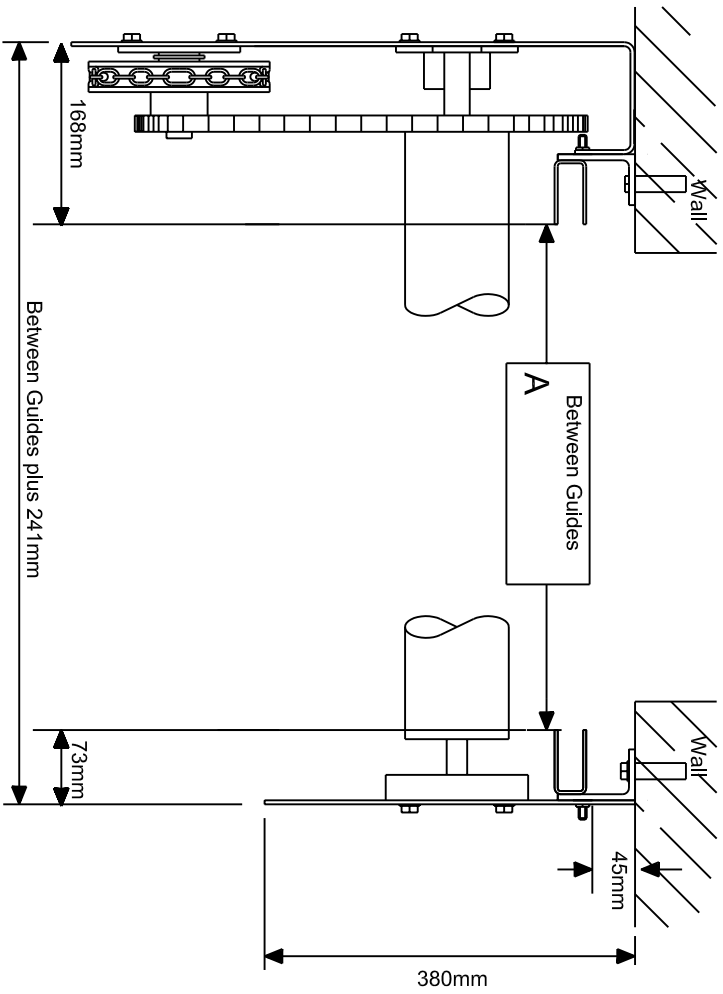 168mm
Wall
Between Guides plus 241mm
A
Between Guides
73mm
Wall
45mm
380mm